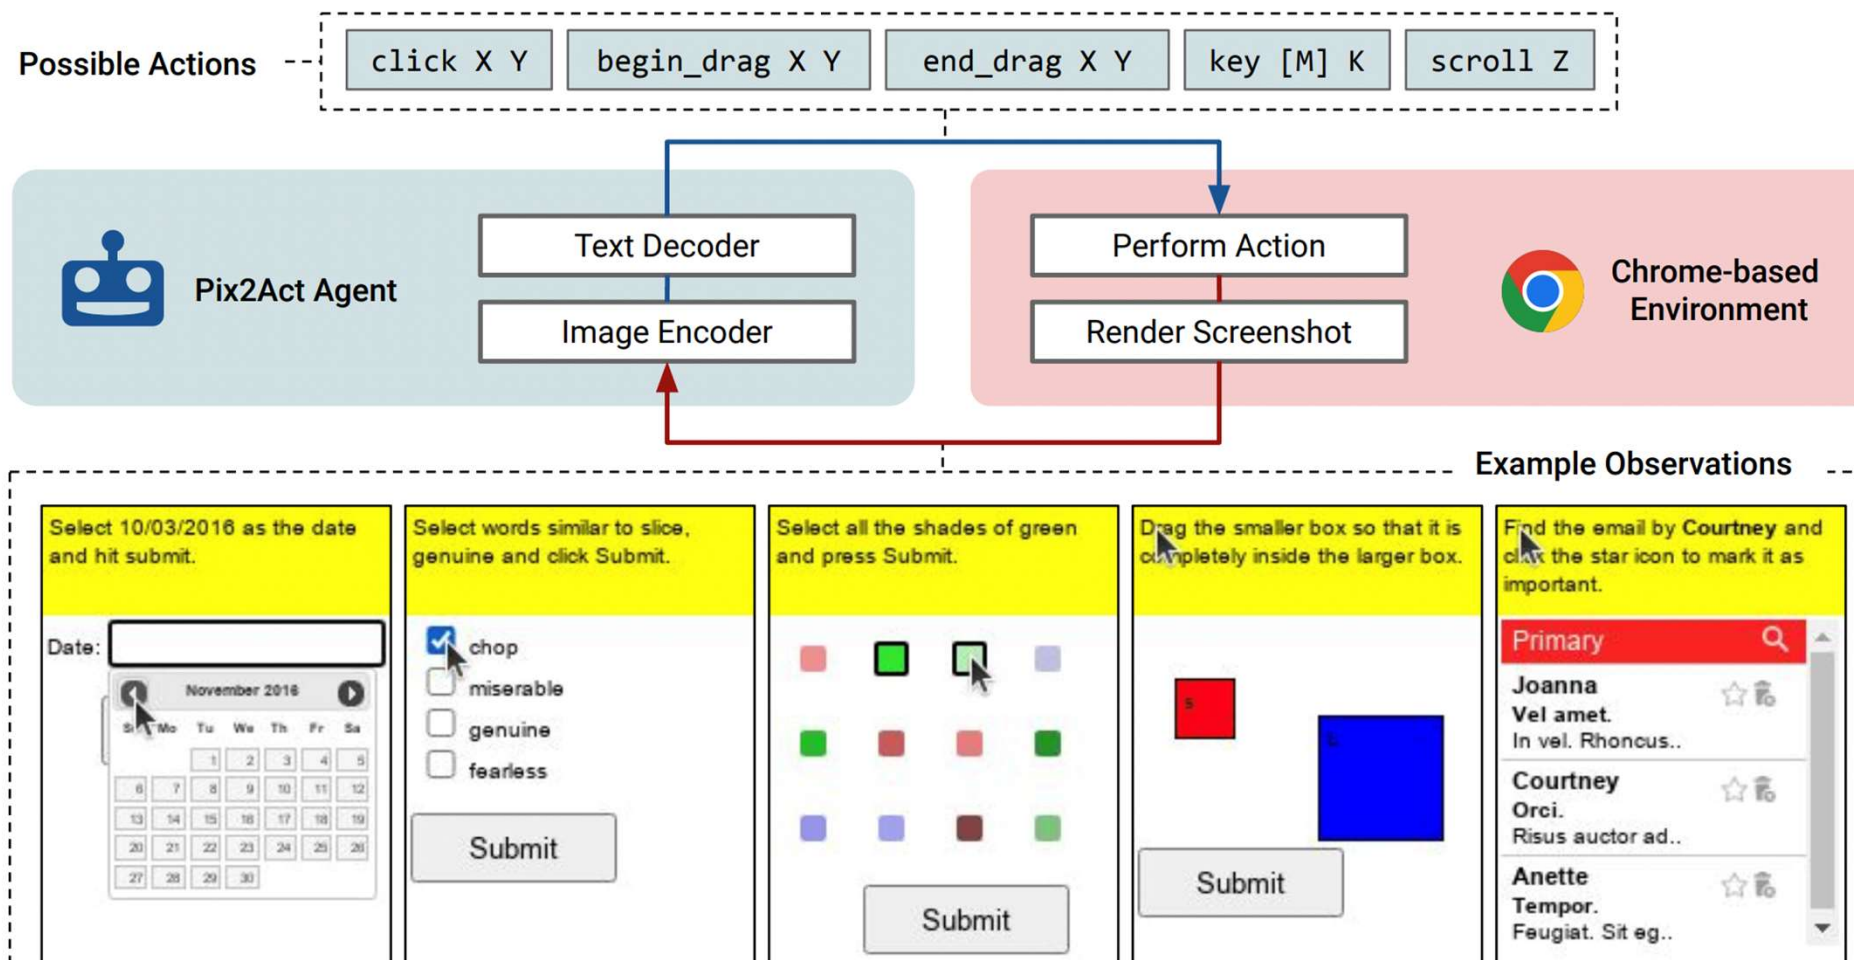 Possible Actions
click X Y
begin_drag X Y
end_drag X Y
key [M] K
scroll Z
Pix2Act Agent
Text Decoder
Image Encoder
Perform Action
Render Screenshot
Chrome-based
Environment
Example Observations
Select 10/03/2016 as the date
and hit submit.
Date:
November 2016
Mo Tu We Th Fr Sa
1 2 3 4 5
6 7 8 9 10 11 12
13 14 15 16 17 18 19
20 21 22 23 24 25 26
27 28 29 30
Select words similar to slice,
genuine and click Submit.
chop
miserable
genuine
fearless
Submit
Select all the shades of green
and press Submit.
Submit
Drag the smaller box so that it is
completely inside the larger box.
S
L
Submit
Find the email by Courtney and
click the star icon to mark it as
important.
Primary
Joanna
Vel amet.
In vel. Rhoncus..
Courtney
Orci.
Risus auctor ad..
Anette
Tempor.
Feugiat. Sit eg..